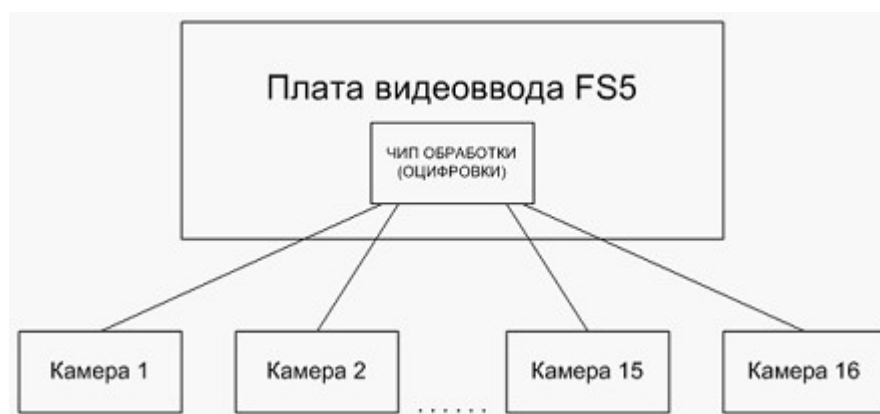 Плата видеоввода FS5
ЧИП ОБРАБОТКИ
(ОЦИФРОВКИ)
Камера 1
Камера 2
......
Камера 15
Камера 16